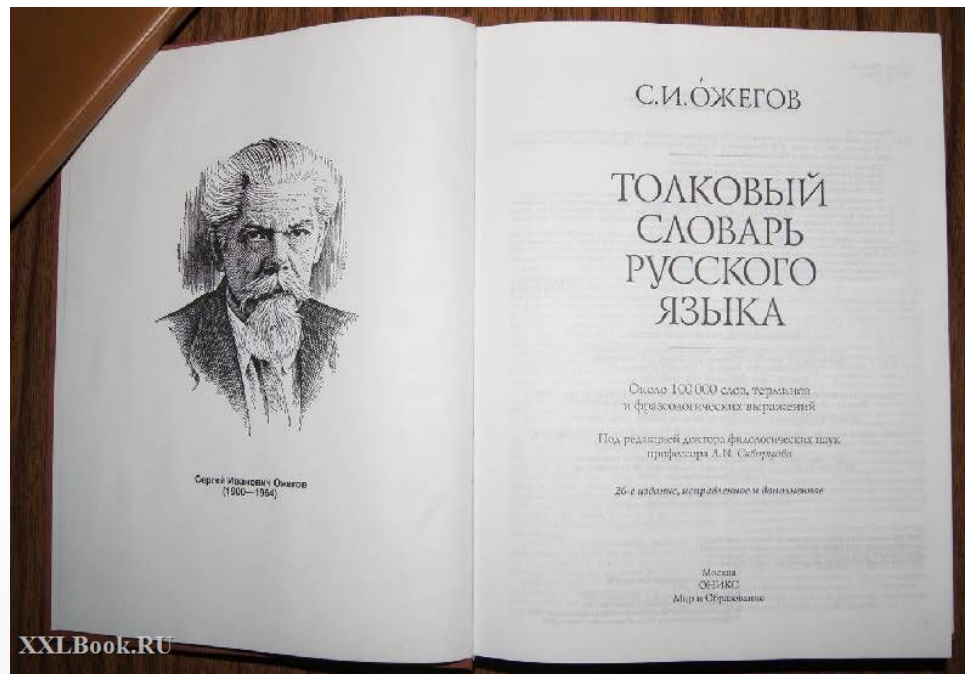 Сергей Иванович Ожегов
(1900—1964)
С.И.О́ЖЕГОВ
ТОЛКОВЫЙ
СЛОВАРЬ
РУССКОГО
ЯЗЫКА
Около 100 000 слов, терминов
и фразеологических выражений
Под редакцией доктора филологических наук,
профессора Л.И. Скворцова
26-е издание, исправленное и дополненное
Москва
ОНИКС
Мир и Образование
XXLBook.RU